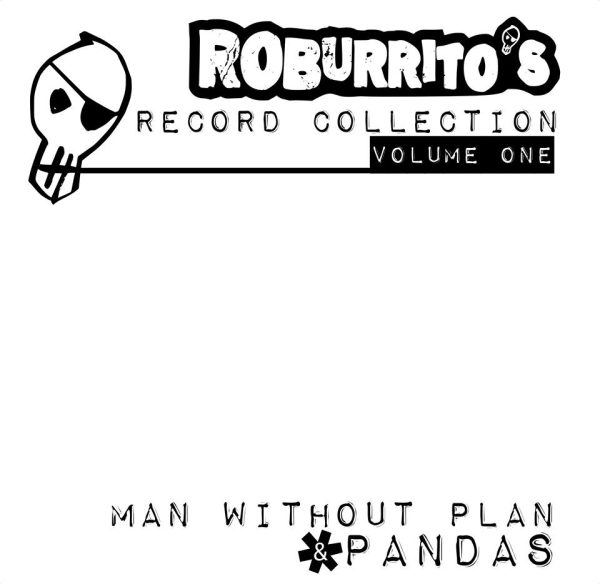 ROBURRITO'S
RECORD COLLECTION
VOLUME ONE
MAN WITHOUT PLAN
& PANDAS